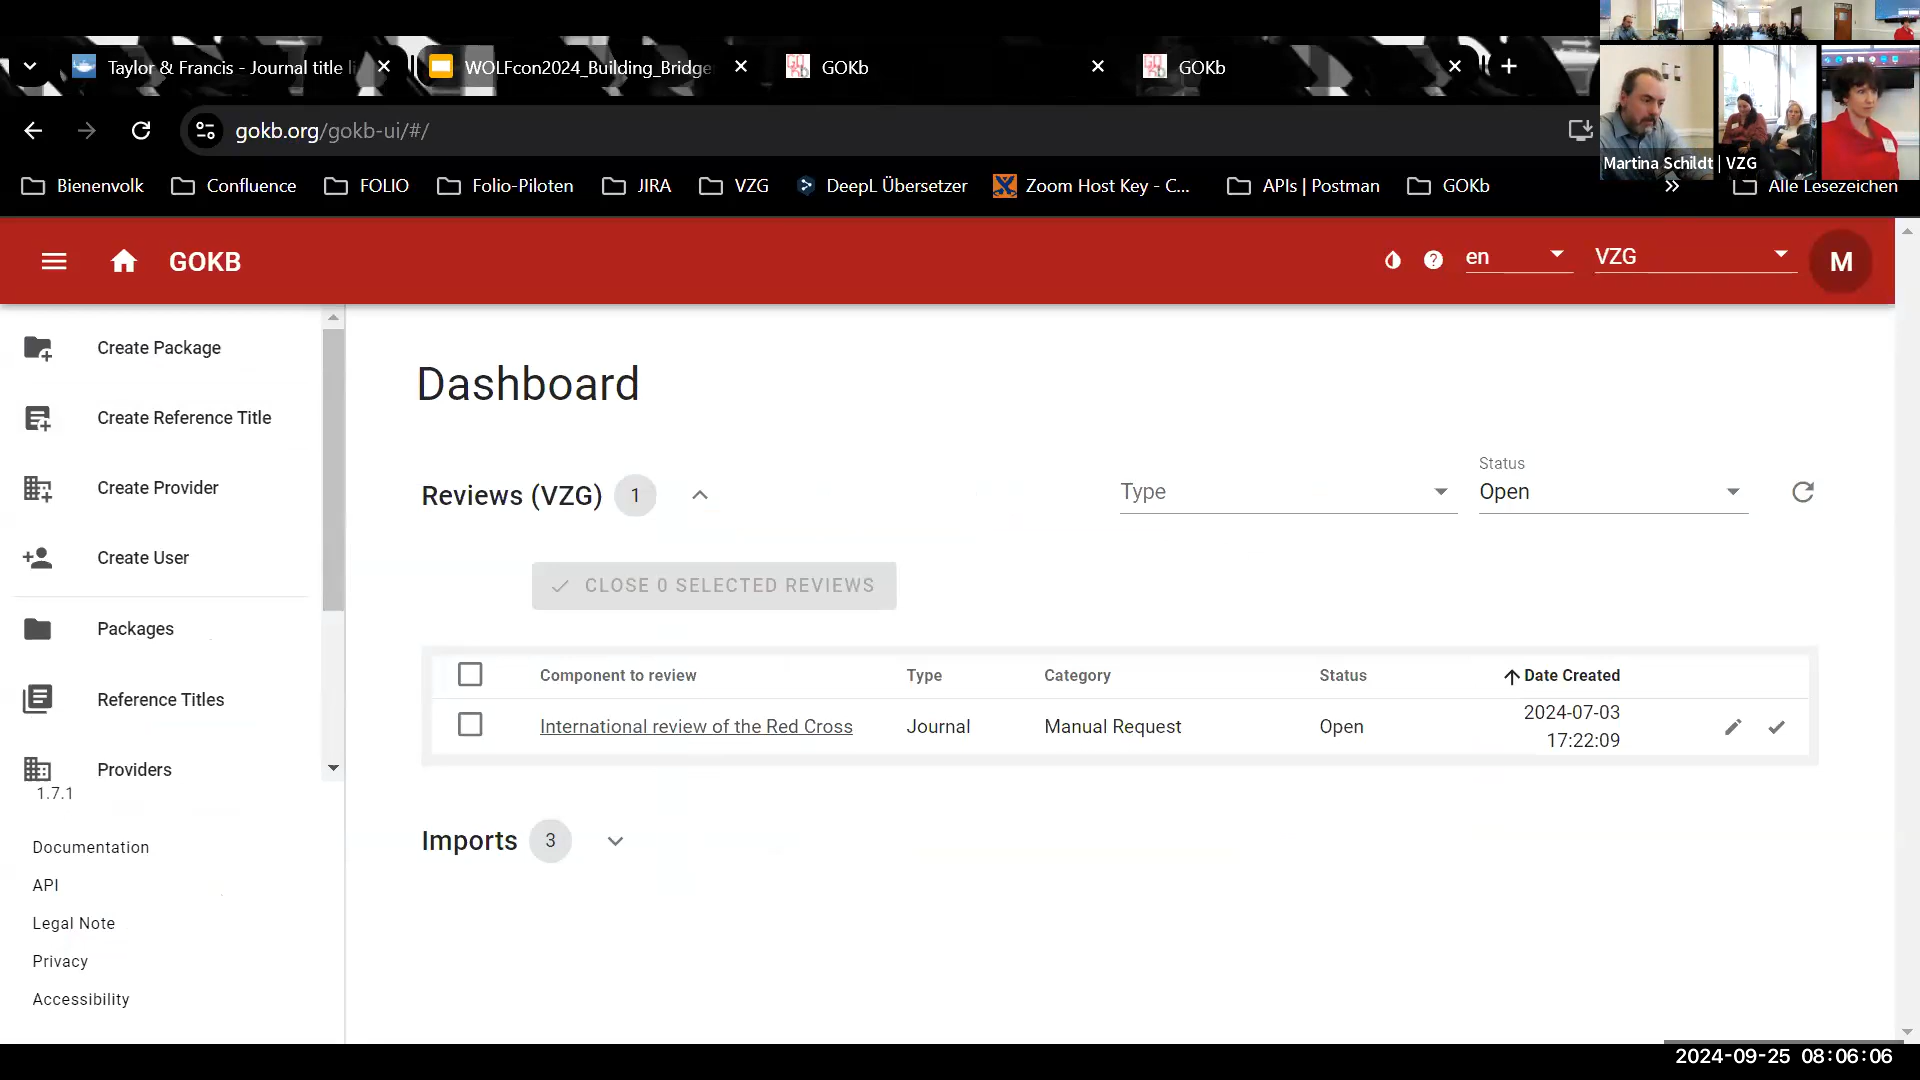 Taylor & Francis - Journal title li
WOLFcon2024_Building_Bridge
GOKb
GOKb
gokb.org/gokb-ui/#/
Martina Schildt | VZG
Bienenvolk
Confluence
FOLIO
Folio-Piloten
JIRA
VZG
DeepL Übersetzer
Zoom Host Key - C...
APIs | Postman
GOKb
Alle Lesezeichen
GOKB
en
VZG
M
Create Package
Create Reference Title
Create Provider
Create User
Packages
Reference Titles
Providers
1.7.1
Documentation
API
Legal Note
Privacy
Accessibility
Dashboard
Reviews (VZG) 1
Type
Status
Open
CLOSE 0 SELECTED REVIEWS
Component to review Type Category Status Date Created
International review of the Red Cross Journal Manual Request Open 2024-07-03
17:22:09
Imports 3
2024-09-25 08:06:06